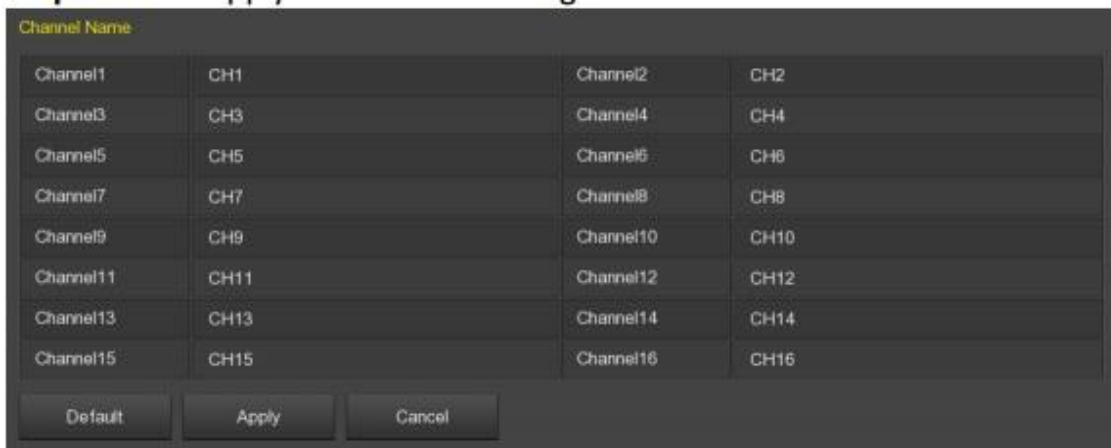 Channel Name
Channel1 CH1 Channel2 CH2
Channel3 CH3 Channel4 CH4
Channel5 CH5 Channel6 CH6
Channel7 CH7 Channel8 CH8
Channel9 CH9 Channel10 CH10
Channel11 CH11 Channel12 CH12
Channel13 CH13 Channel14 CH14
Channel15 CH15 Channel16 CH16
Default Apply Cancel